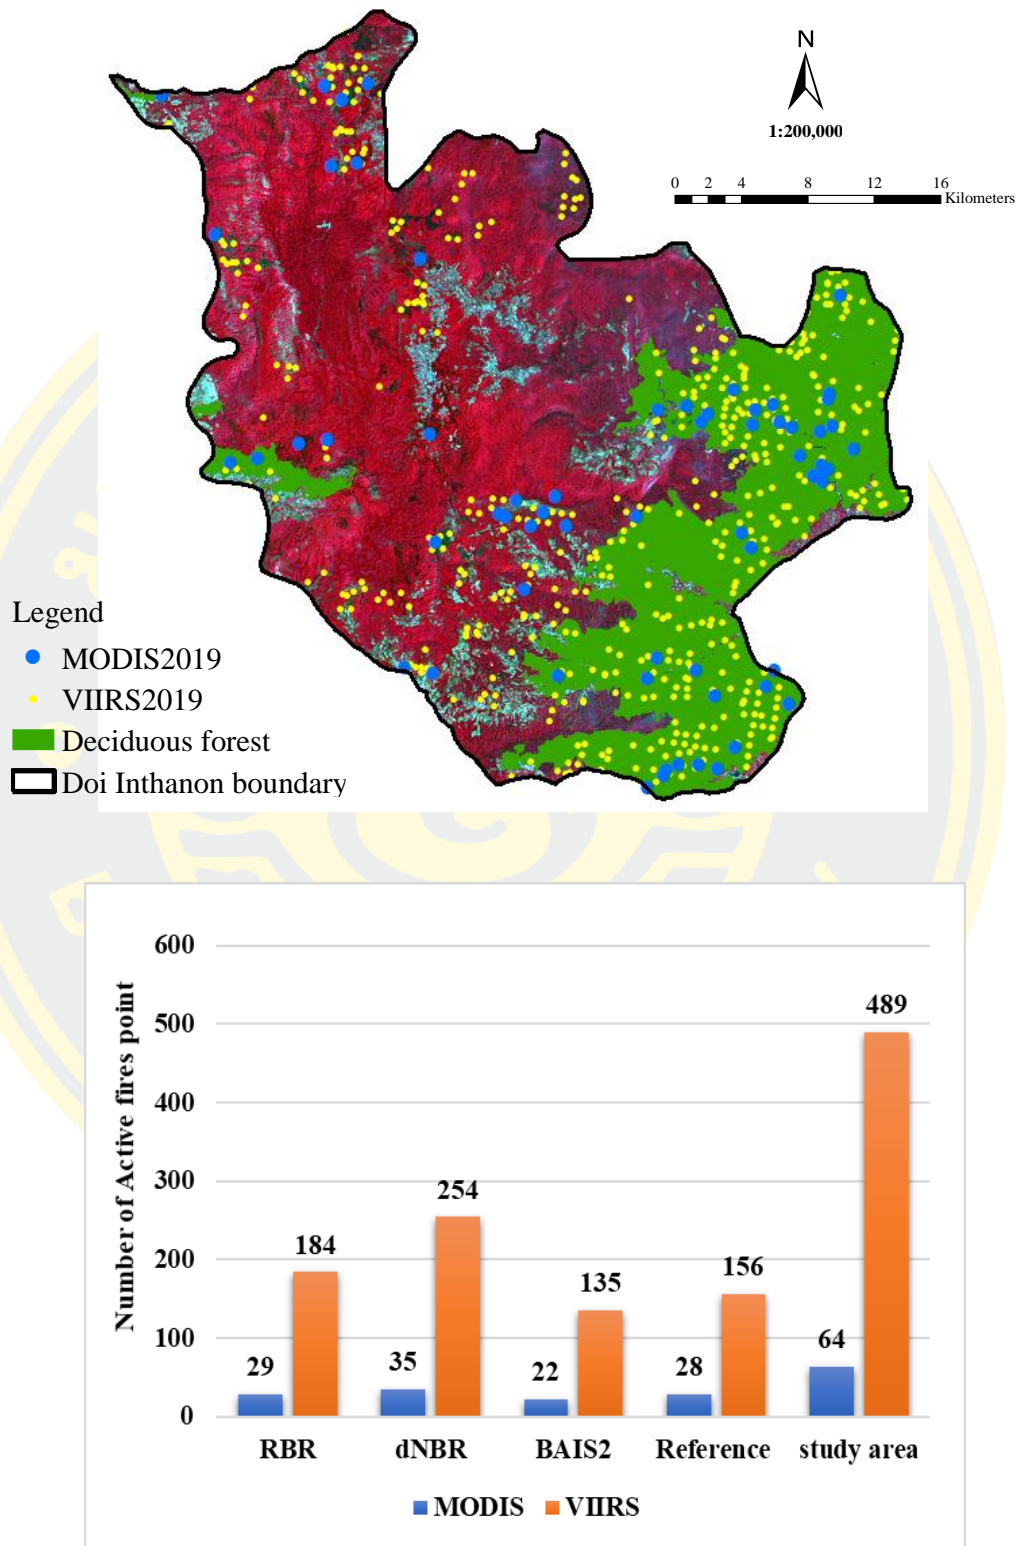 N
1:200,000
0 2 4 8 12 16
Kilometers
Legend
MODIS2019
VIIRS2019
Deciduous forest
Doi Inthanon boundary
Number of Active fires point
600
500
400
300
200
100
0
29
184
35
254
22
135
28
156
64
489
RBR dNBR BAIS2 Reference study area
MODIS VIIRS